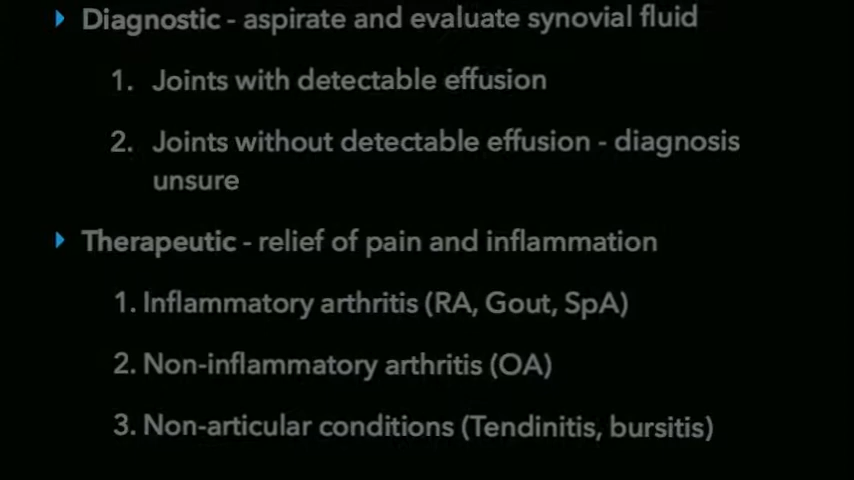 Diagnostic - aspirate and evaluate synovial fluid
1. Joints with detectable effusion
2. Joints without detectable effusion - diagnosis
unsure
Therapeutic - relief of pain and inflammation
1. Inflammatory arthritis (RA, Gout, SpA)
2. Non-inflammatory arthritis (OA)
3. Non-articular conditions (Tendinitis, bursitis)